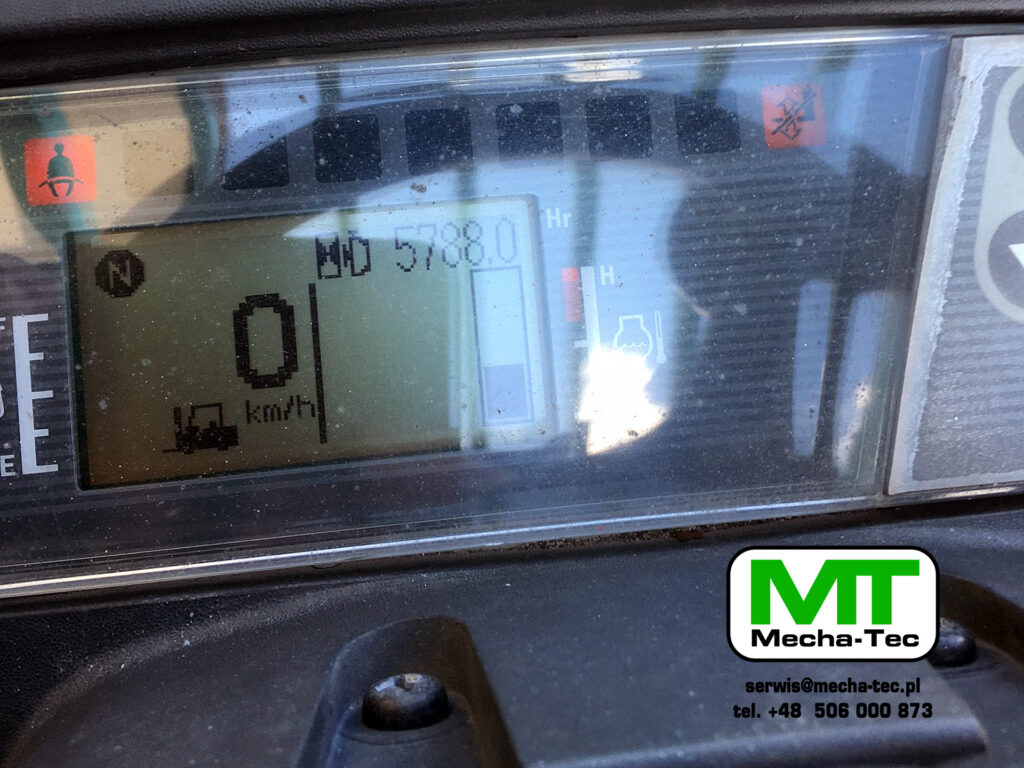 N
5788.0 Hr
H
0
km/h
E
MT
Mecha-Tec
serwis@mecha-tec.pl
tel. +48 506 000 873